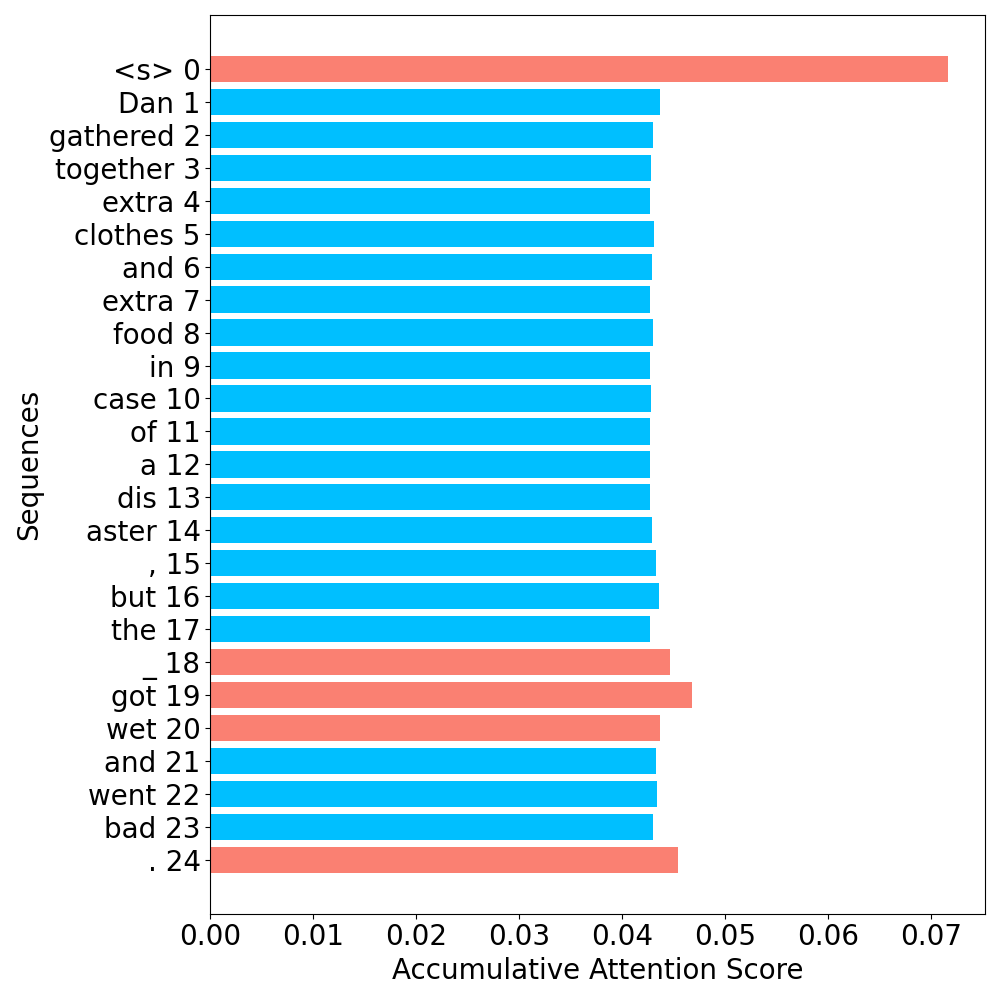 <s> 0
Dan 1
gathered 2
together 3
extra 4
clothes 5
and 6
extra 7
food 8
in 9
case 10
of 11
a 12
dis 13
aster 14
, 15
but 16
the 17
_ 18
got 19
wet 20
and 21
went 22
bad 23
. 24
Sequences
0.00 0.01 0.02 0.03 0.04 0.05 0.06 0.07
Accumulative Attention Score